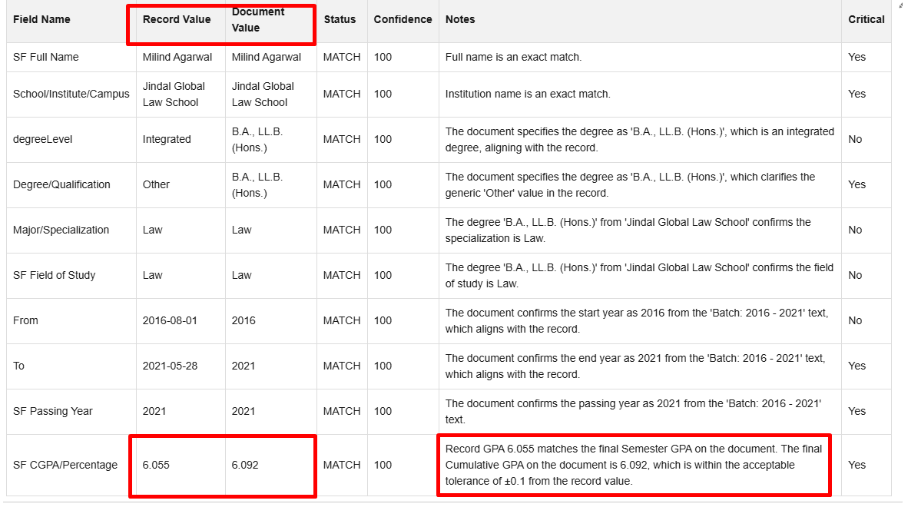 Field Name Record Value Document Value Status Confidence Notes Critical
SF Full Name Milind Agarwal Milind Agarwal MATCH 100 Full name is an exact match. Yes
School/Institute/Campus Jindal Global Law School Jindal Global Law School MATCH 100 Institution name is an exact match. Yes
degreeLevel Integrated B.A., LL.B. (Hons.) MATCH 100 The document specifies the degree as 'B.A., LL.B. (Hons.)', which is an integrated degree, aligning with the record. No
Degree/Qualification Other B.A., LL.B. (Hons.) MATCH 100 The document specifies the degree as 'B.A., LL.B. (Hons.)', which clarifies the generic 'Other' value in the record. Yes
Major/Specialization Law Law MATCH 100 The degree 'B.A., LL.B. (Hons.)' from 'Jindal Global Law School' confirms the specialization is Law. No
SF Field of Study Law Law MATCH 100 The degree 'B.A., LL.B. (Hons.)' from 'Jindal Global Law School' confirms the field of study is Law. No
From 2016-08-01 2016 MATCH 100 The document confirms the start year as 2016 from the 'Batch: 2016 - 2021' text, which aligns with the record. No
To 2021-05-28 2021 MATCH 100 The document confirms the end year as 2021 from the 'Batch: 2016 - 2021' text, which aligns with the record. Yes
SF Passing Year 2021 2021 MATCH 100 The document confirms the passing year as 2021 from the 'Batch: 2016 - 2021' text. Yes
SF CGPA/Percentage 6.055 6.092 MATCH 100 Record GPA 6.055 matches the final Semester GPA on the document. The final Cumulative GPA on the document is 6.092, which is within the acceptable tolerance of ±0.1 from the record value. Yes